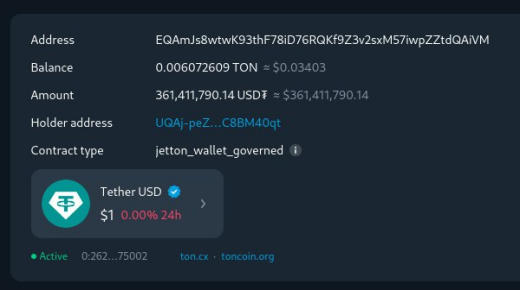 Address EQAmJs8wtwK93thF78iD76RQKf9Z3v2sxM57iwpZZtdQAiVM
Balance 0.006072609 TON ≈ $0.03403
Amount 361,411,790.14 USD₮ ≈ $361,411,790.14
Holder address UQAj-peZ...C8BM40qt
Contract type jetton_wallet_governed
Tether USD
$1 0.00% 24h
Active 0:262...75002 ton.cx · toncoin.org